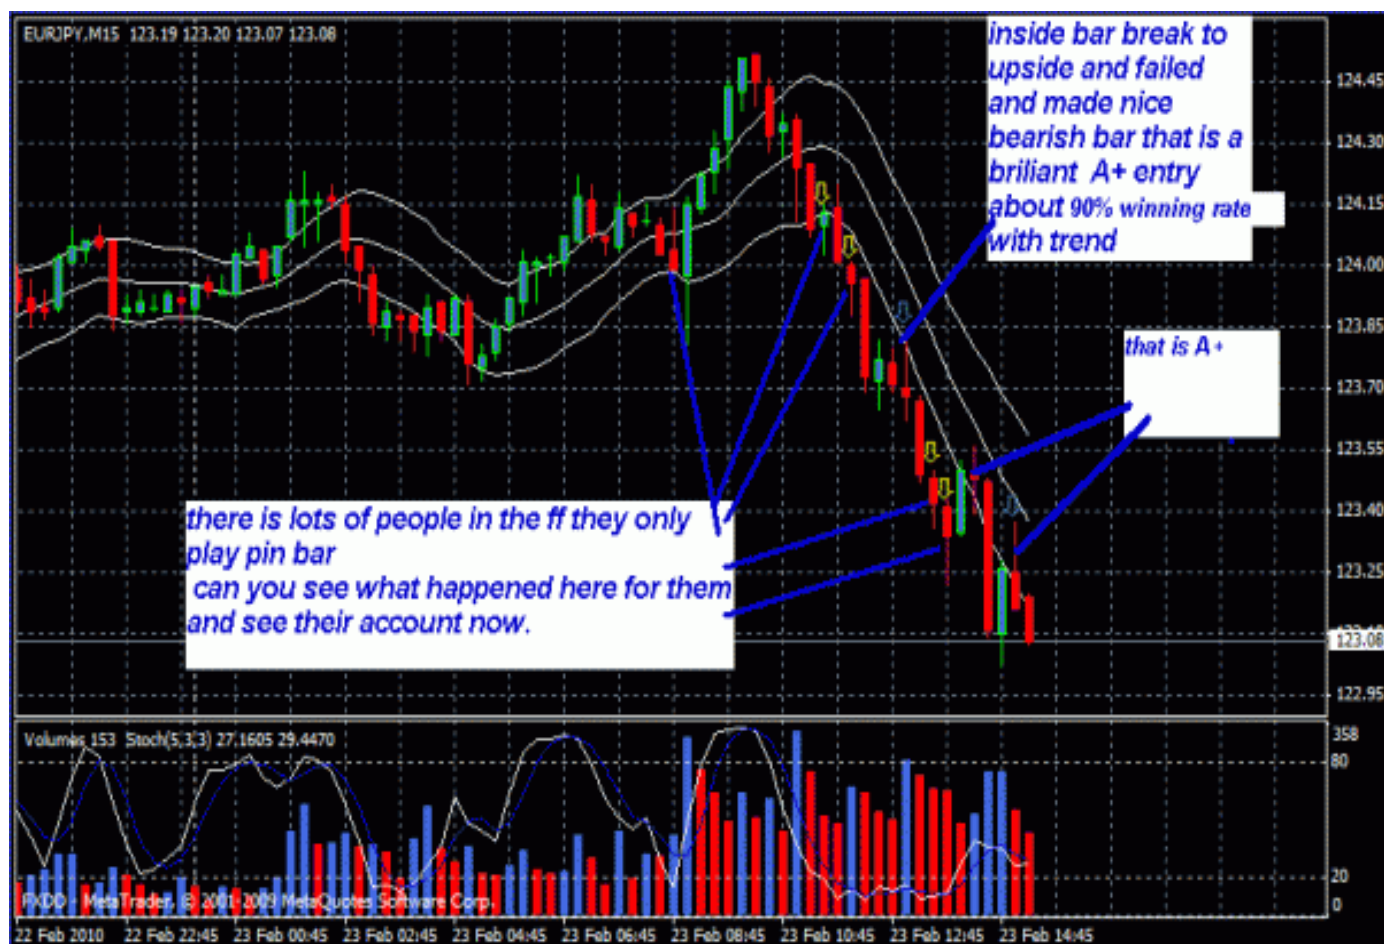 EURJPY,M15 123.19 123.20 123.07 123.08
inside bar break to
upside and failed
and made nice
bearish bar that is a
briliant A+ entry
about 90% winning rate
with trend
that is A+
there is lots of people in the ff they only
play pin bar
can you see what happened here for them
and see their account now.
124.45
124.30
124.15
124.00
123.85
123.70
123.55
123.40
123.25
123.08
122.95
Volumes 153 Stoch(5,3,3) 27.1605 29.4470
358
80
20
0
FXDD - MetaTrader, © 2001-2009 MetaQuotes Software Corp.
22 Feb 2010 22 Feb 22:45 23 Feb 00:45 23 Feb 02:45 23 Feb 04:45 23 Feb 06:45 23 Feb 08:45 23 Feb 10:45 23 Feb 12:45 23 Feb 14:45